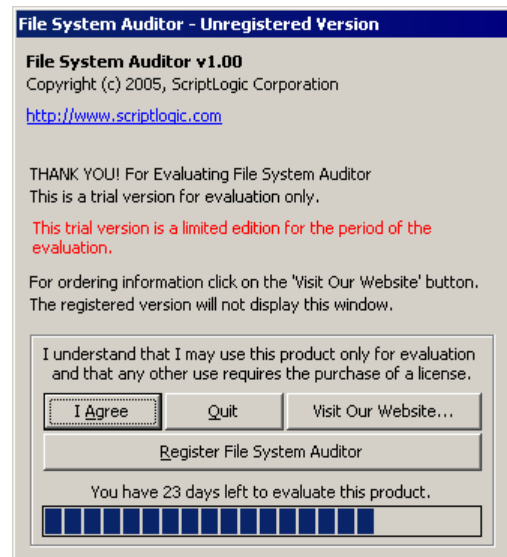 File System Auditor - Unregistered Version
File System Auditor v1.00
Copyright (c) 2005, ScriptLogic Corporation
http://www.scriptlogic.com
THANK YOU! For Evaluating File System Auditor
This is a trial version for evaluation only.
This trial version is a limited edition for the period of the
evaluation.
For ordering information click on the 'Visit Our Website' button.
The registered version will not display this window.
I understand that I may use this product only for evaluation
and that any other use requires the purchase of a license.
I Agree Quit Visit Our Website...
Register File System Auditor
You have 23 days left to evaluate this product.